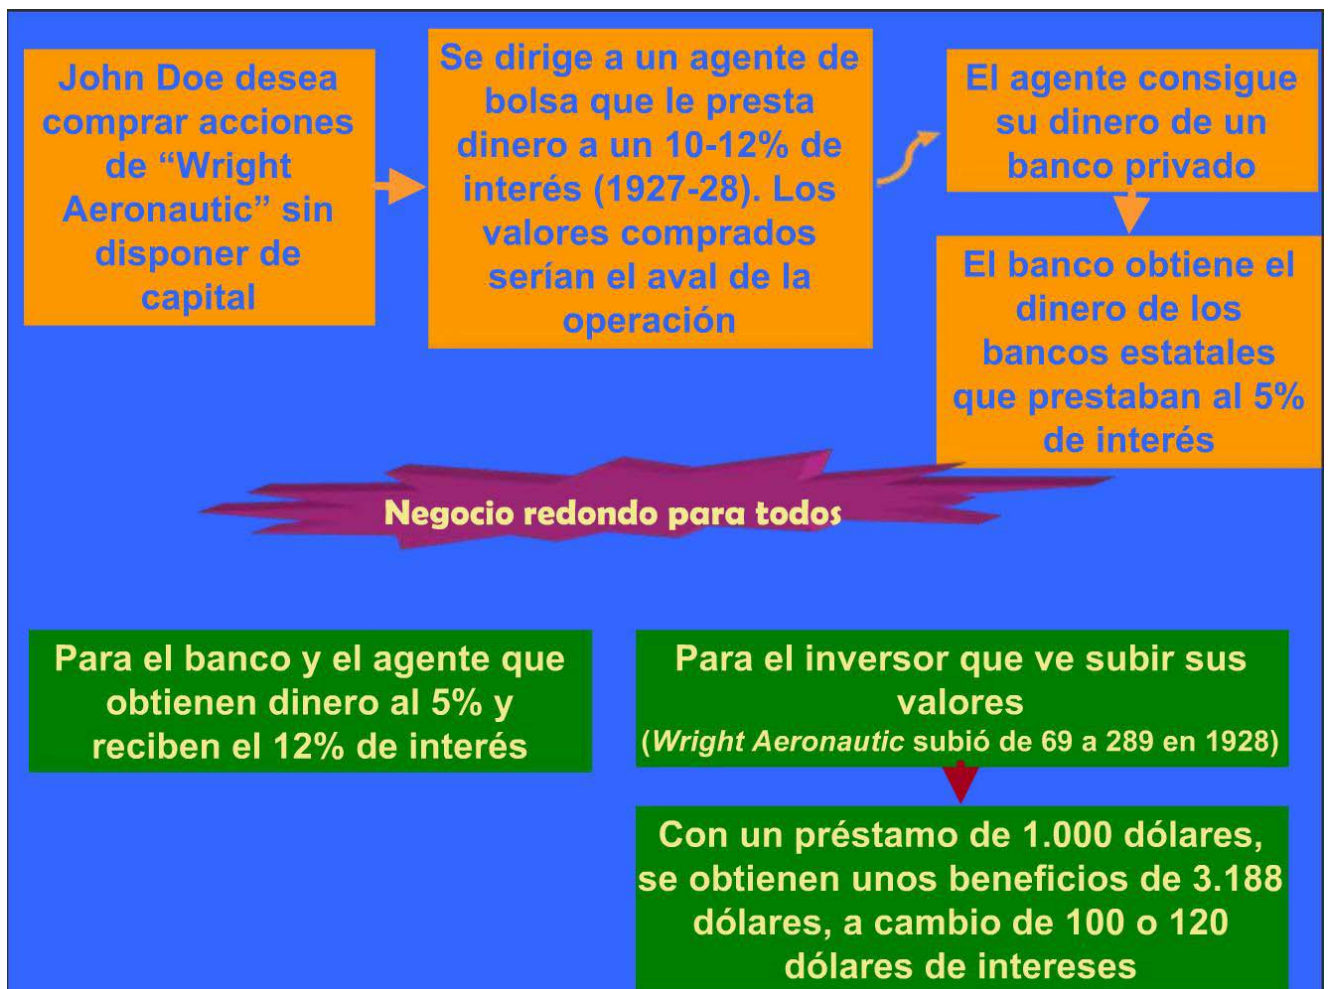 John Doe desea
comprar acciones
de “Wright
Aeronautic” sin
disponer de
capital
Se dirige a un agente de
bolsa que le presta
dinero a un 10-12% de
interés (1927-28). Los
valores comprados
serían el aval de la
operación
El agente consigue
su dinero de un
banco privado
El banco obtiene el
dinero de los
bancos estatales
que prestaban al 5%
de interés
Negocio redondo para todos
Para el banco y el agente que
obtienen dinero al 5% y
reciben el 12% de interés
Para el inversor que ve subir sus
valores
(Wright Aeronautic subió de 69 a 289 en 1928)
Con un préstamo de 1.000 dólares,
se obtienen unos beneficios de 3.188
dólares, a cambio de 100 o 120
dólares de intereses